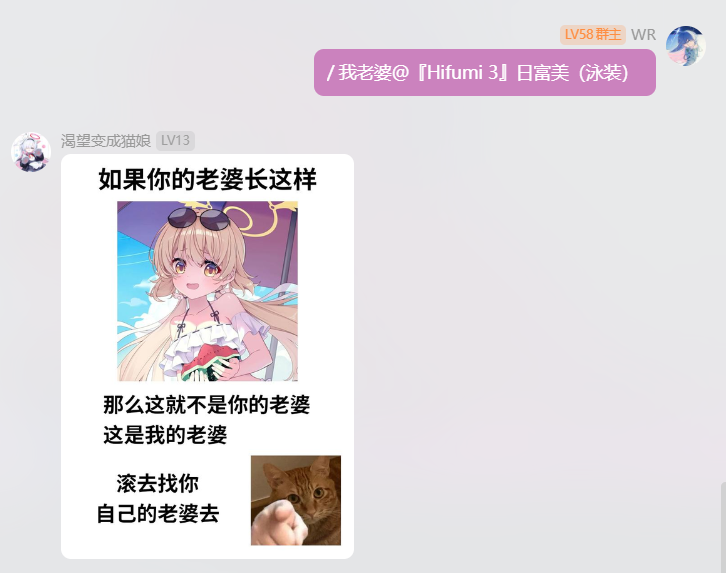 LV58 群主 WR
/ 我老婆@『Hifumi 3』日富美（泳装）
渴望变成猫娘 LV13
如果你的老婆长这样
那么这就不是你的老婆
这是我的老婆
滚去找你
自己的老婆去